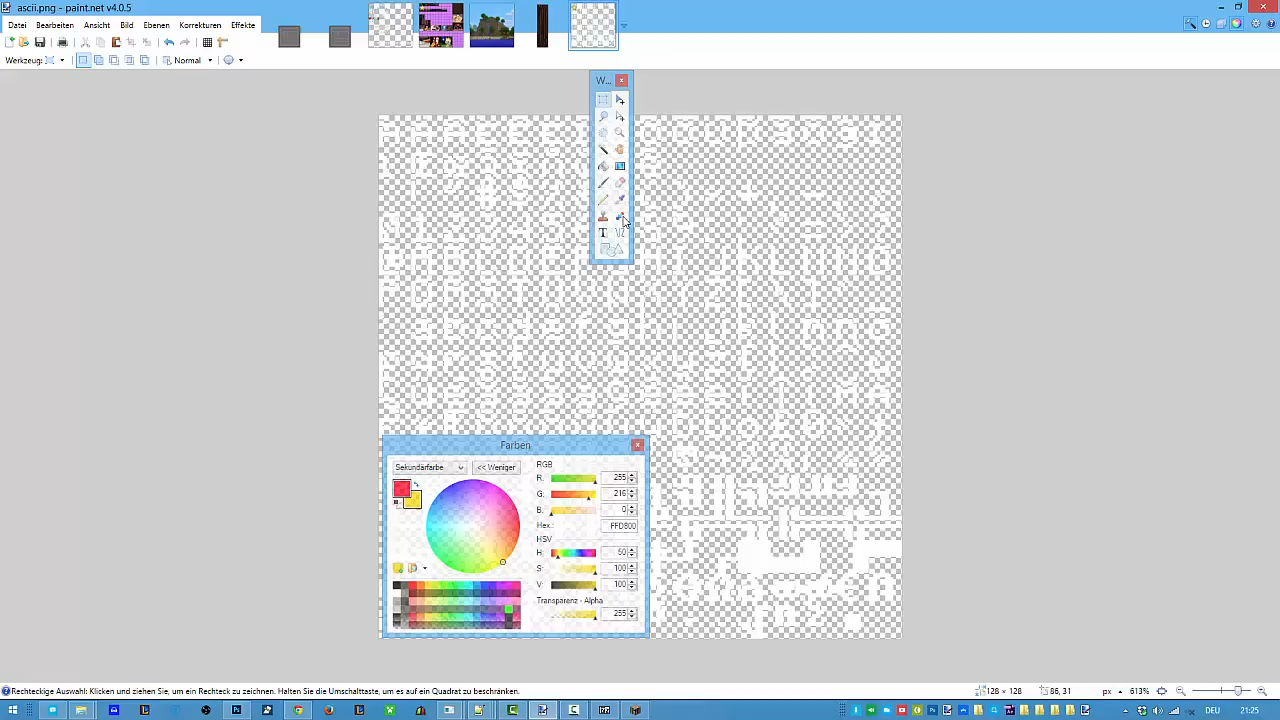 ascii.png - paint.net v4.0.5
Datei Bearbeiten Ansicht Bild Ebenen Korrekturen Effekte
Werkzeug: Normal
W...
T
Farben
Sekundärfarbe << Weniger
RGB
R: 255
G: 216
B: 0
Hex: FFD800
HSV
H: 50
S: 100
V: 100
Transparenz - Alpha
255
Rechteckige Auswahl: Klicken und ziehen Sie, um ein Rechteck zu zeichnen. Halten Sie die Umschalttaste, um es auf ein Quadrat zu beschränken.
128 × 128 86, 31 px 613%
DEU 21:25